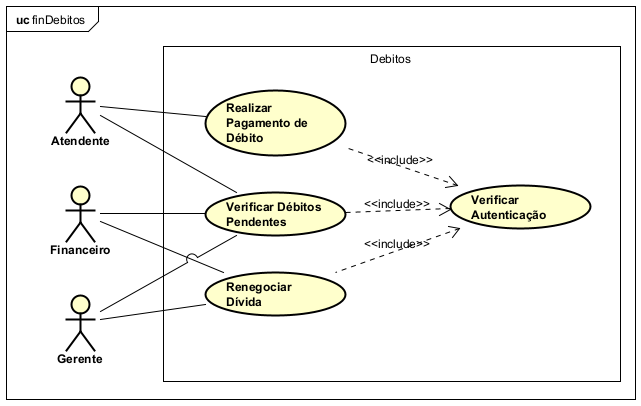 uc finDebitos
Debitos
Atendente
Realizar
Pagamento de
Débito
<<include>>
Verificar Débitos
Pendentes
<<include>>
Verificar
Autenticação
Financeiro
<<include>>
Renegociar
Dívida
Gerente